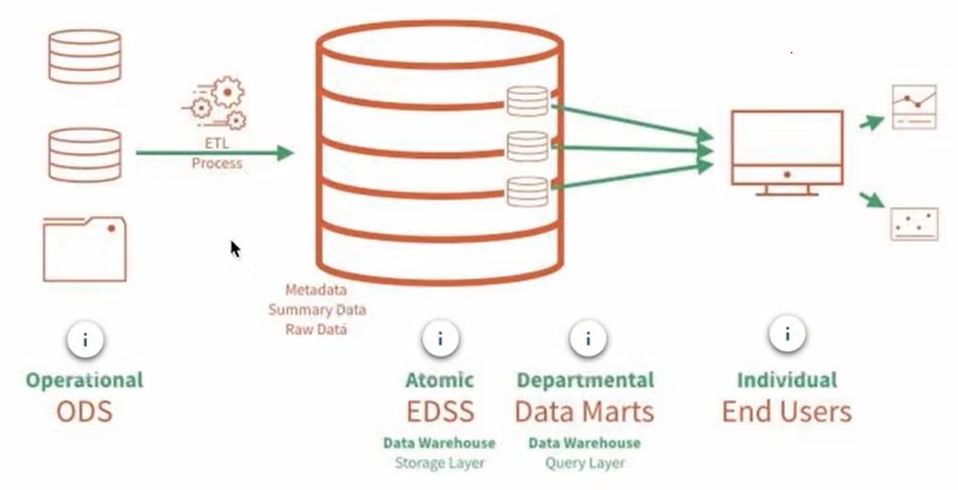 ETL
Process
Metadata
Summary Data
Raw Data
i
i
i
i
Operational
ODS
Atomic
EDSS
Data Warehouse
Storage Layer
Departmental
Data Marts
Data Warehouse
Query Layer
Individual
End Users